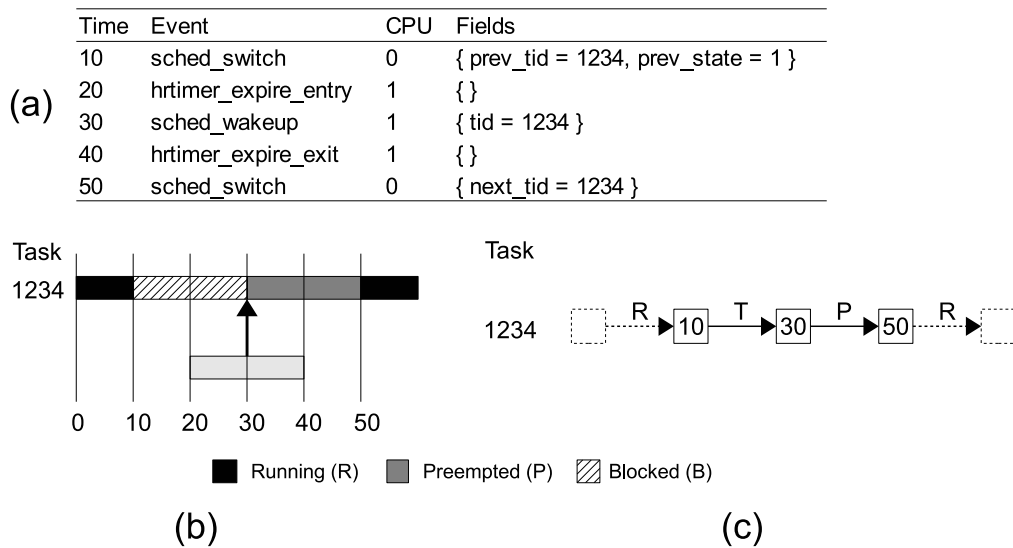 Time Event CPU Fields
10 sched_switch 0 { prev_tid = 1234, prev_state = 1 }
20 hrtimer_expire_entry 1 { }
30 sched_wakeup 1 { tid = 1234 }
40 hrtimer_expire_exit 1 { }
50 sched_switch 0 { next_tid = 1234 }
(a)
Task
1234
0 10 20 30 40 50
Task
1234
R T P R
10 30 50
Running (R) Preempted (P) Blocked (B)
(b)
(c)